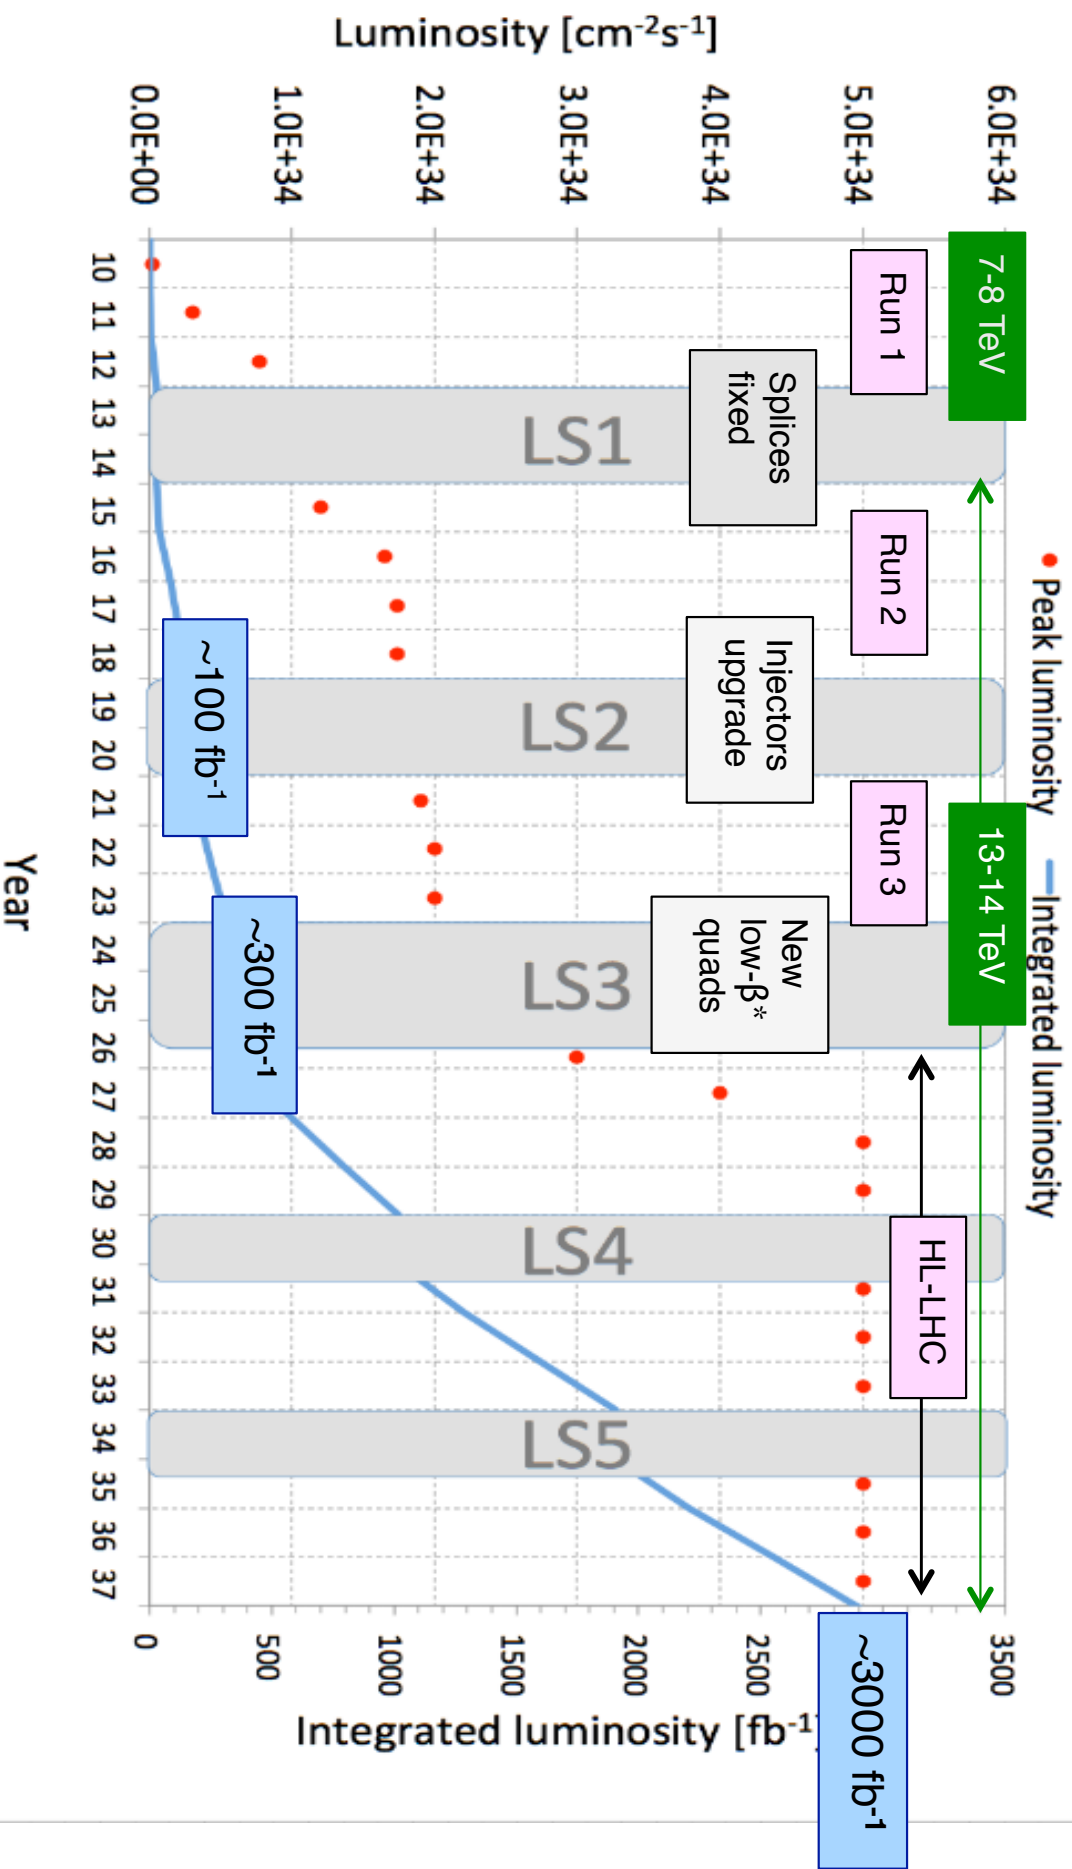 Peak luminosity
Integrated luminosity
7-8 TeV
13-14 TeV
Run 1
Run 2
Run 3
HL-LHC
Splices
fixed
Injectors
upgrade
New
low-β*
quads
LS1
LS2
LS3
LS4
LS5
~100 fb⁻¹
~300 fb⁻¹
~3000 fb⁻¹
Luminosity [cm⁻²s⁻¹]
6.0E+34
5.0E+34
4.0E+34
3.0E+34
2.0E+34
1.0E+34
0.0E+00
10 11 12 13 14 15 16 17 18 19 20 21 22 23 24 25 26 27 28 29 30 31 32 33 34 35 36 37
Year
3500
2500
2000
1500
1000
500
0
Integrated luminosity [fb⁻¹]